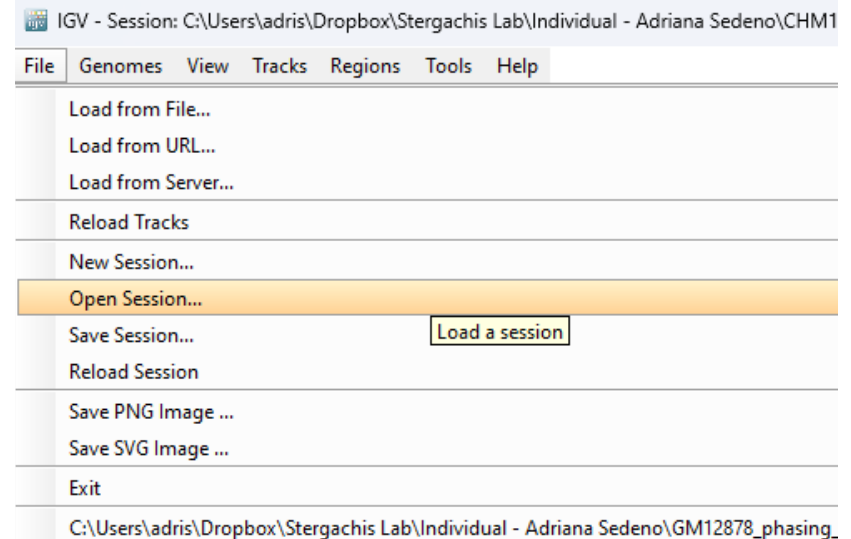 IGV - Session: C:\Users\adris\Dropbox\Stergachis Lab\Individual - Adriana Sedeno\CHM1
File Genomes View Tracks Regions Tools Help
Load from File...
Load from URL...
Load from Server...
Reload Tracks
New Session...
Open Session...
Save Session...
Load a session
Reload Session
Save PNG Image ...
Save SVG Image ...
Exit
C:\Users\adris\Dropbox\Stergachis Lab\Individual - Adriana Sedeno\GM12878_phasing_